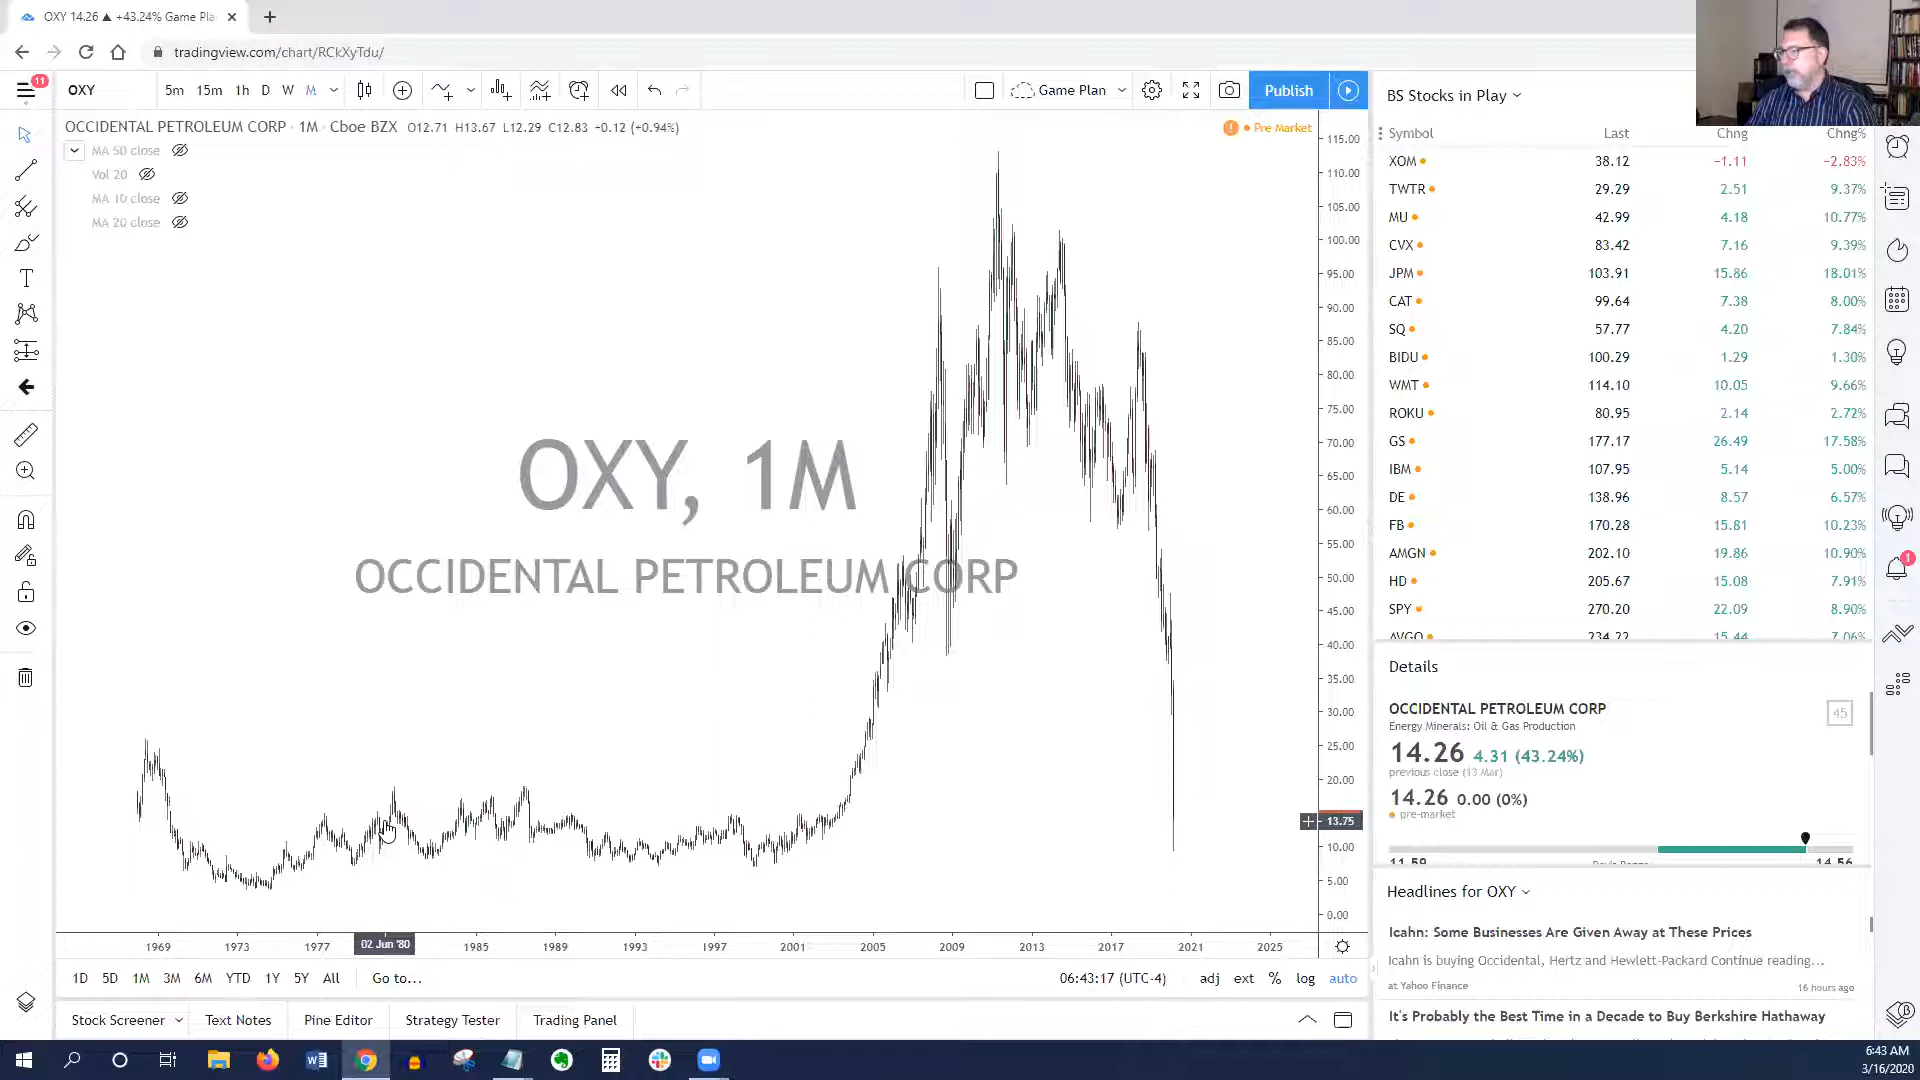 OXY 14.26 ▲ +43.24% Game Pla
tradingview.com/chart/RCkXyTdu/
11
OXY 5m 15m 1h D W M Game Plan Publish
BS Stocks in Play
OCCIDENTAL PETROLEUM CORP · 1M · Cboe BZX O12.71 H13.67 L12.29 C12.83 +0.12 (+0.94%)
Pre Market
MA 50 close
Vol 20
MA 10 close
MA 20 close
OXY, 1M
OCCIDENTAL PETROLEUM CORP
115.00
110.00
105.00
100.00
95.00
90.00
85.00
80.00
75.00
70.00
65.00
60.00
55.00
50.00
45.00
40.00
35.00
30.00
25.00
20.00
13.75
10.00
5.00
0.00
1969 1973 1977 02 Jun '80 1985 1989 1993 1997 2001 2005 2009 2013 2017 2021 2025
1D 5D 1M 3M 6M YTD 1Y 5Y All Go to... 06:43:17 (UTC-4) adj ext % log auto
Stock Screener Text Notes Pine Editor Strategy Tester Trading Panel
Symbol Last Chng Chng%
XOM 38.12 −1.11 −2.83%
TWTR 29.29 2.51 9.37%
MU 42.99 4.18 10.77%
CVX 83.42 7.16 9.39%
JPM 103.91 15.86 18.01%
CAT 99.64 7.38 8.00%
SQ 57.77 4.20 7.84%
BIDU 100.29 1.29 1.30%
WMT 114.10 10.05 9.66%
ROKU 80.95 2.14 2.72%
GS 177.17 26.49 17.58%
IBM 107.95 5.14 5.00%
DE 138.96 8.57 6.57%
FB 170.28 15.81 10.23%
AMGN 202.10 19.86 10.90%
HD 205.67 15.08 7.91%
SPY 270.20 22.09 8.90%
AVGO 234.22 15.44 7.06%
Details
OCCIDENTAL PETROLEUM CORP
45
Energy Minerals: Oil & Gas Production
14.26 4.31 (43.24%)
previous close (13 Mar)
14.26 0.00 (0%)
pre-market
11.59 14.56
Headlines for OXY
Icahn: Some Businesses Are Given Away at These Prices
Icahn is buying Occidental, Hertz and Hewlett-Packard Continue reading...
at Yahoo Finance 16 hours ago
It's Probably the Best Time in a Decade to Buy Berkshire Hathaway
1
6:43 AM
3/16/2020